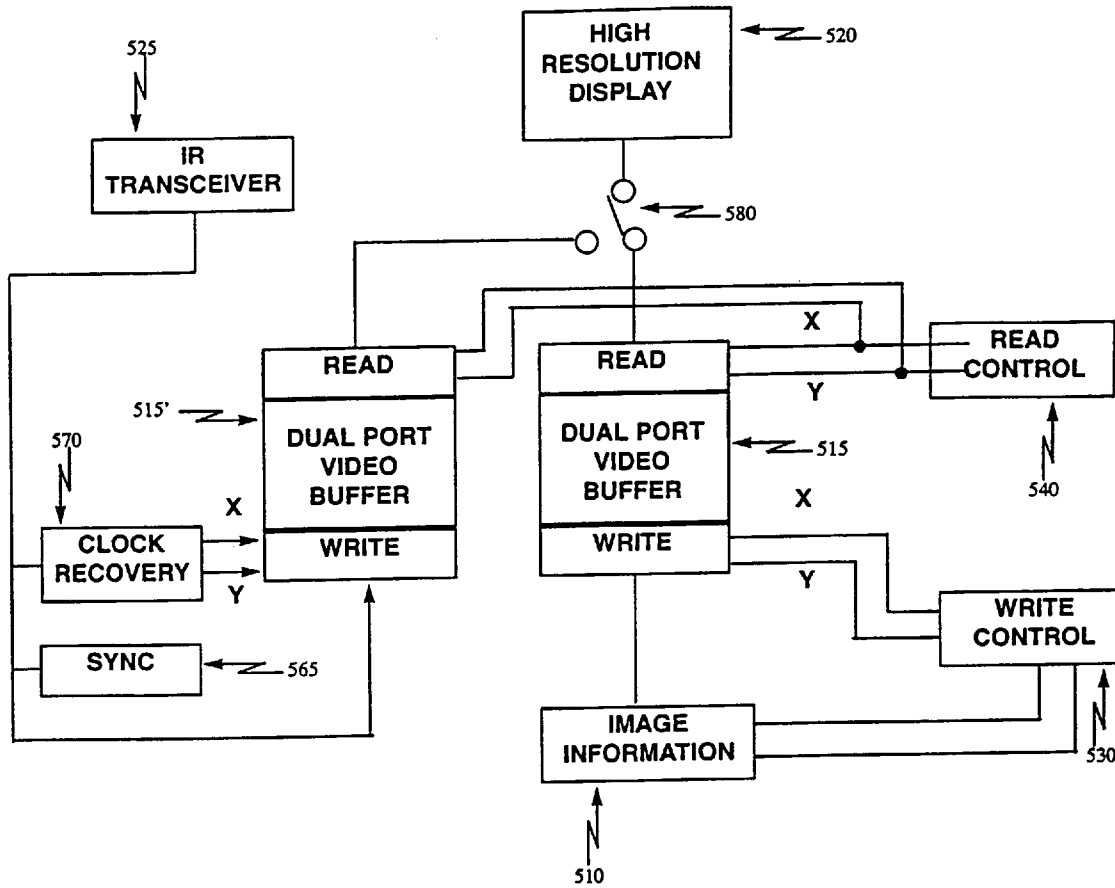 HIGH
RESOLUTION
DISPLAY
520
525
IR
TRANSCEIVER
580
X
Y
READ
CONTROL
540
READ
DUAL PORT
VIDEO
BUFFER
WRITE
515'
READ
DUAL PORT
VIDEO
BUFFER
WRITE
515
570
CLOCK
RECOVERY
X
Y
X
Y
SYNC
565
WRITE
CONTROL
530
IMAGE
INFORMATION
510